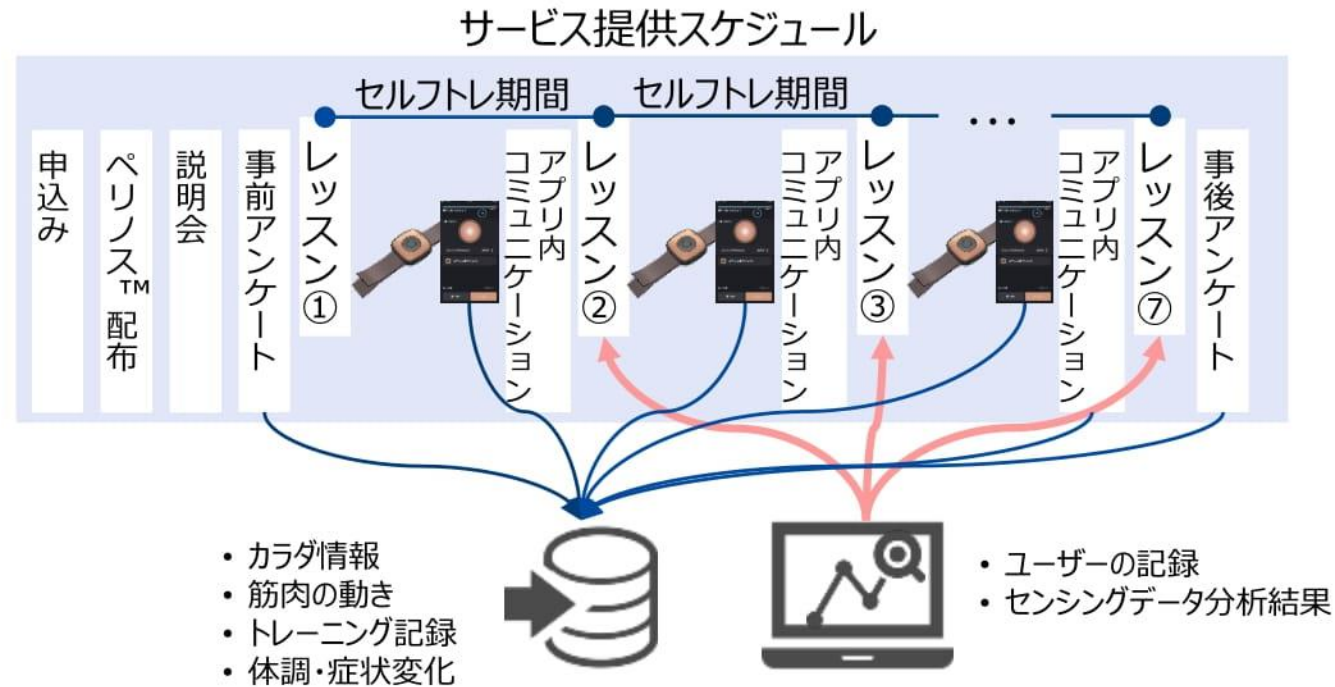 サービス提供スケジュール
セルフトレ期間
セルフトレ期間
・・・
申込み
ペリノス™配布
説明会
事前アンケート
レッスン①
アプリ内
コミュニケーション
レッスン②
アプリ内
コミュニケーション
レッスン③
アプリ内
コミュニケーション
レッスン⑦
事後アンケート
• カラダ情報
• 筋肉の動き
• トレーニング記録
• 体調・症状変化
• ユーザーの記録
• センシングデータ分析結果